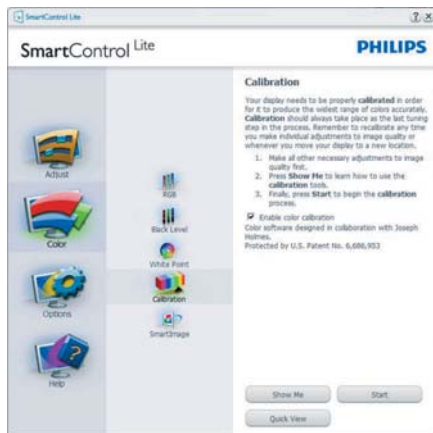 SmartControl Lite
SmartControl Lite
PHILIPS
Adjust
Color
Options
Help
RGB
Black Level
White Point
Calibration
SmartImage
Calibration
Your display needs to be properly calibrated in order
for it to produce the widest range of colors accurately.
Calibration should always take place as the last tuning
step in the process. Remember to recalibrate any time
you make individual adjustments to image quality or
whenever you move your display to a new location.
1. Make all other necessary adjustments to image
quality first.
2. Press Show Me to learn how to use the
calibration tools.
3. Finally, press Start to begin the calibration
process.
Enable color calibration
Color software designed in collaboration with Joseph
Holmes.
Protected by U.S. Patent No. 6,686,953
Show Me
Start
Quick View